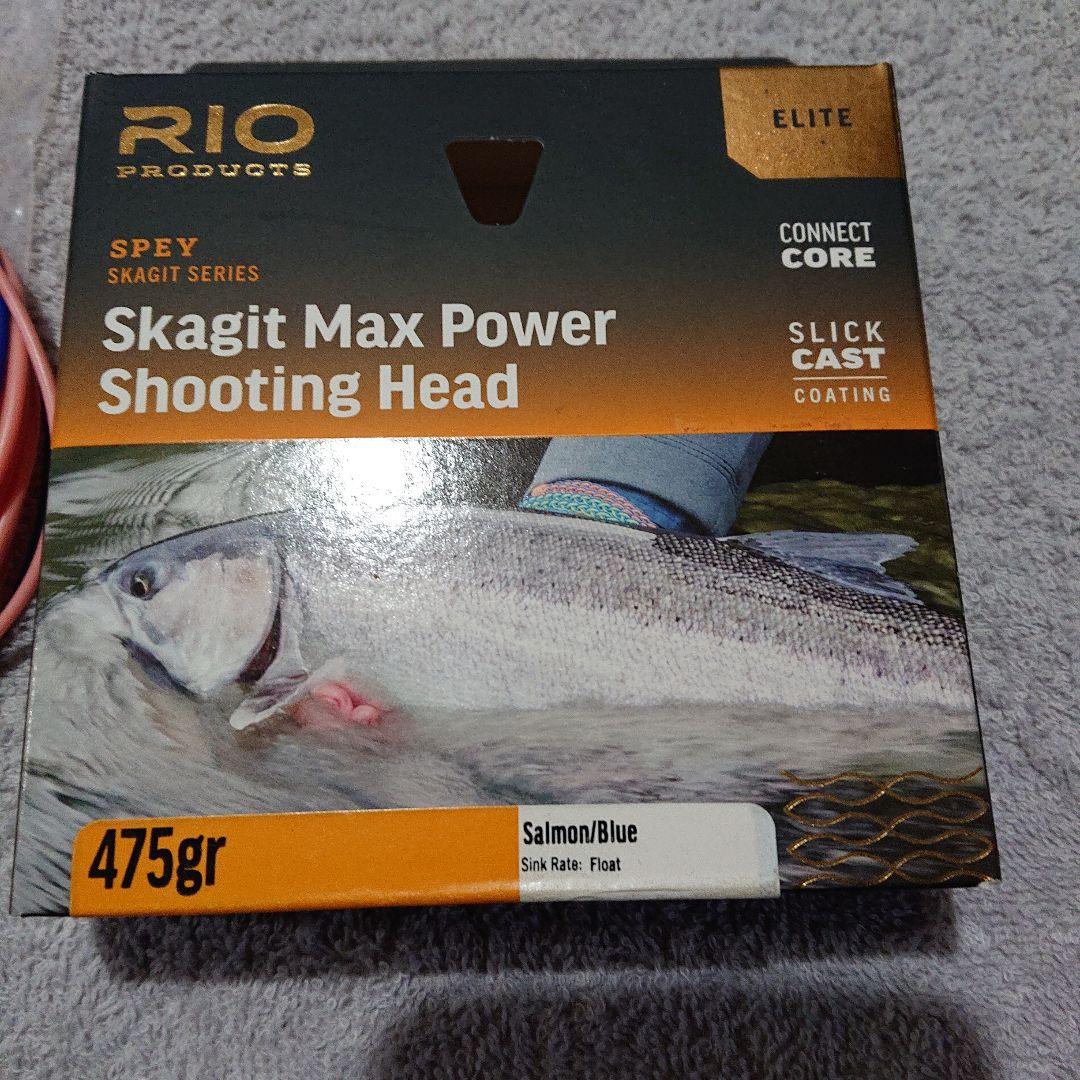 RIO
PRODUCTS
ELITE
SPEY
SKAGIT SERIES
CONNECT
CORE
Skagit Max Power
Shooting Head
SLICK
CAST
COATING
475gr
Salmon/Blue
Sink Rate: Float